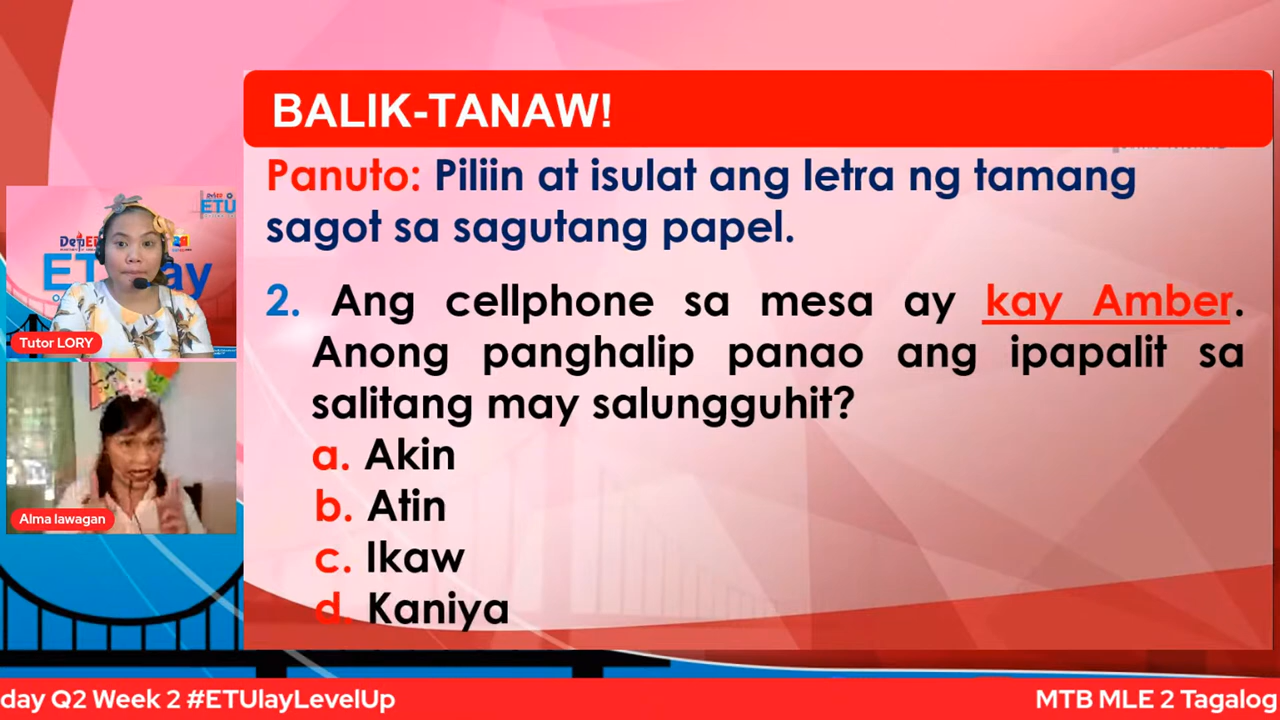 BALIK-TANAW!
Panuto: Piliin at isulat ang letra ng tamang
sagot sa sagutang papel.
2. Ang cellphone sa mesa ay kay Amber.
Anong panghalip panao ang ipapalit sa
salitang may salungguhit?
a. Akin
b. Atin
c. Ikaw
d. Kaniya
ETU
Tutor LORY
Alma lawagan
day Q2 Week 2 #ETUlayLevelUp
MTB MLE 2 Tagalog